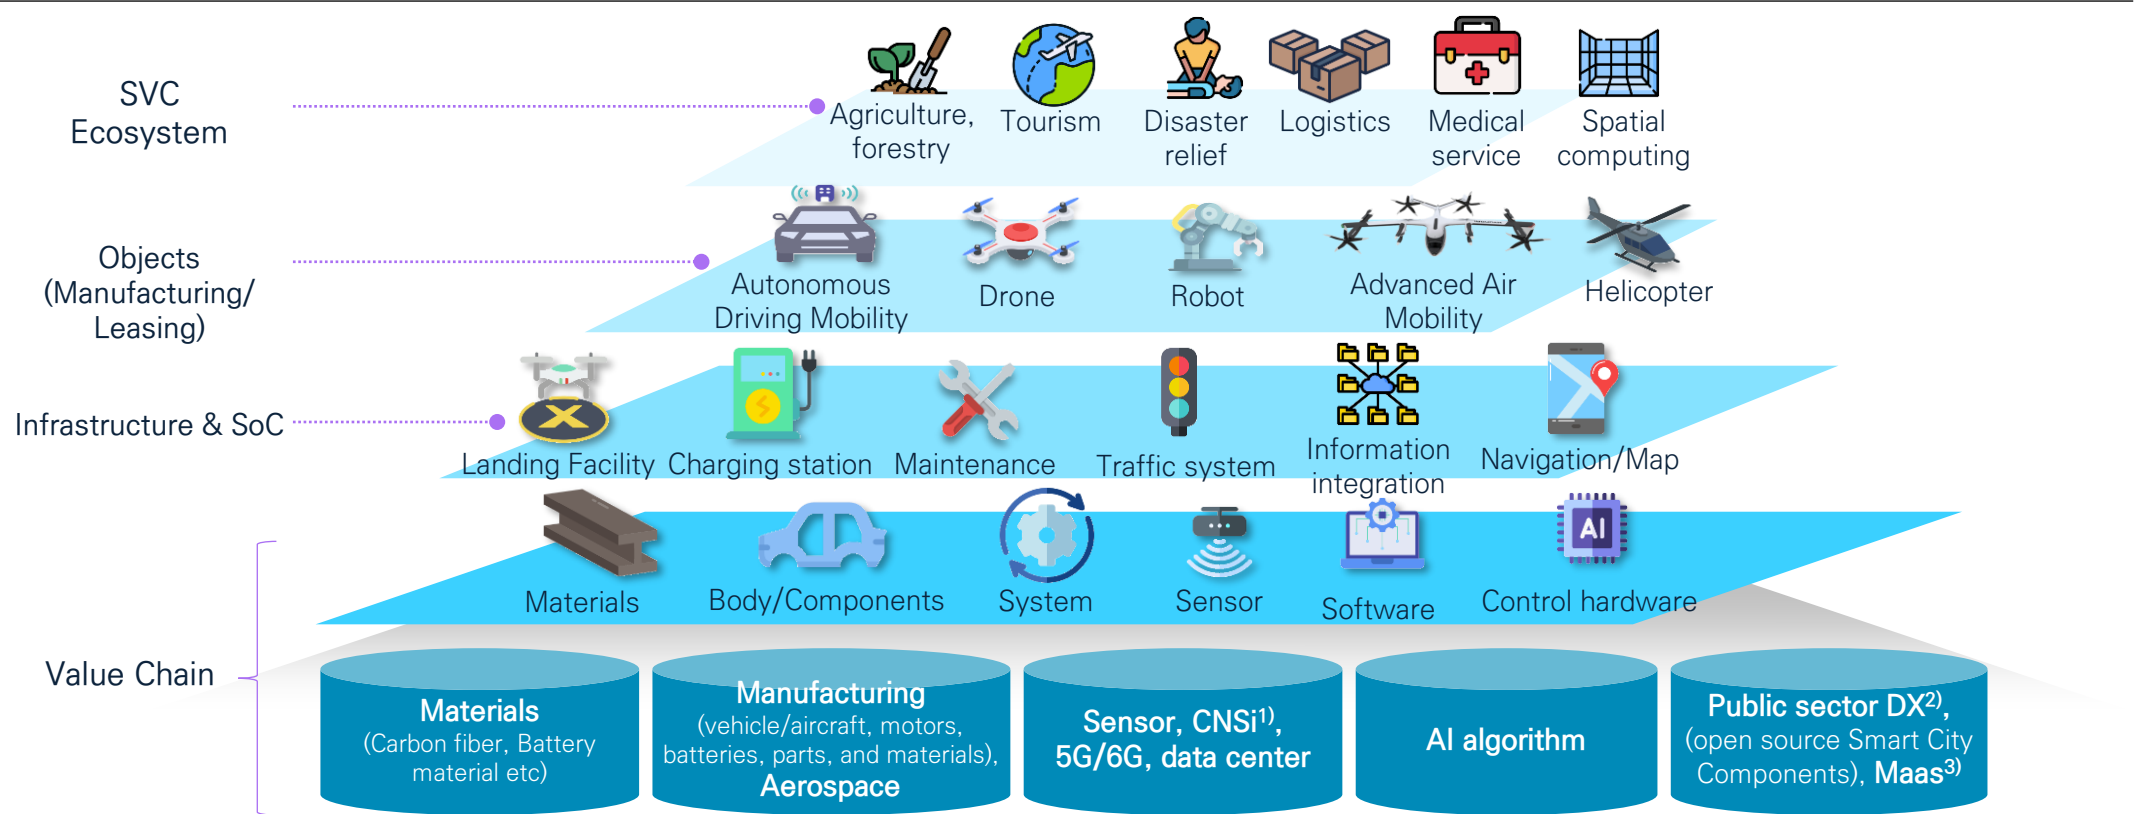 SVC
Ecosystem
Agriculture,
forestry
Tourism
Disaster
relief
Logistics
Medical
service
Spatial
computing
Objects
(Manufacturing/
Leasing)
Autonomous
Driving Mobility
Drone
Robot
Advanced Air
Mobility
Helicopter
Infrastructure & SoC
Landing Facility
Charging station
Maintenance
Traffic system
Information
integration
Navigation/Map
Value Chain
Materials
Body/Components
System
Sensor
Software
AI
Control hardware
Materials
(Carbon fiber, Battery
material etc)
Manufacturing
(vehicle/aircraft, motors,
batteries, parts, and materials),
Aerospace
Sensor, CNSi1),
5G/6G, data center
AI algorithm
Public sector DX2),
(open source Smart City
Components), Maas3)